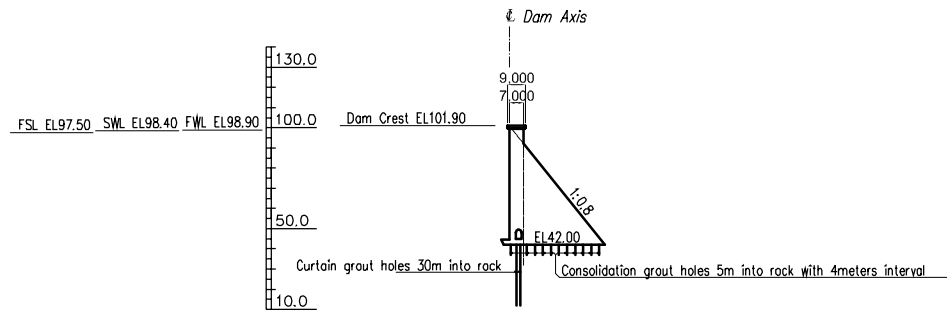 ℄ Dam Axis
130.0
9,000
7,000
FSL EL97.50 SWL EL98.40 FWL EL98.90
100.0
Dam Crest EL101.90
1:0.8
50.0
EL42.00
Curtain grout holes 30m into rock
Consolidation grout holes 5m into rock with 4meters interval
10.0